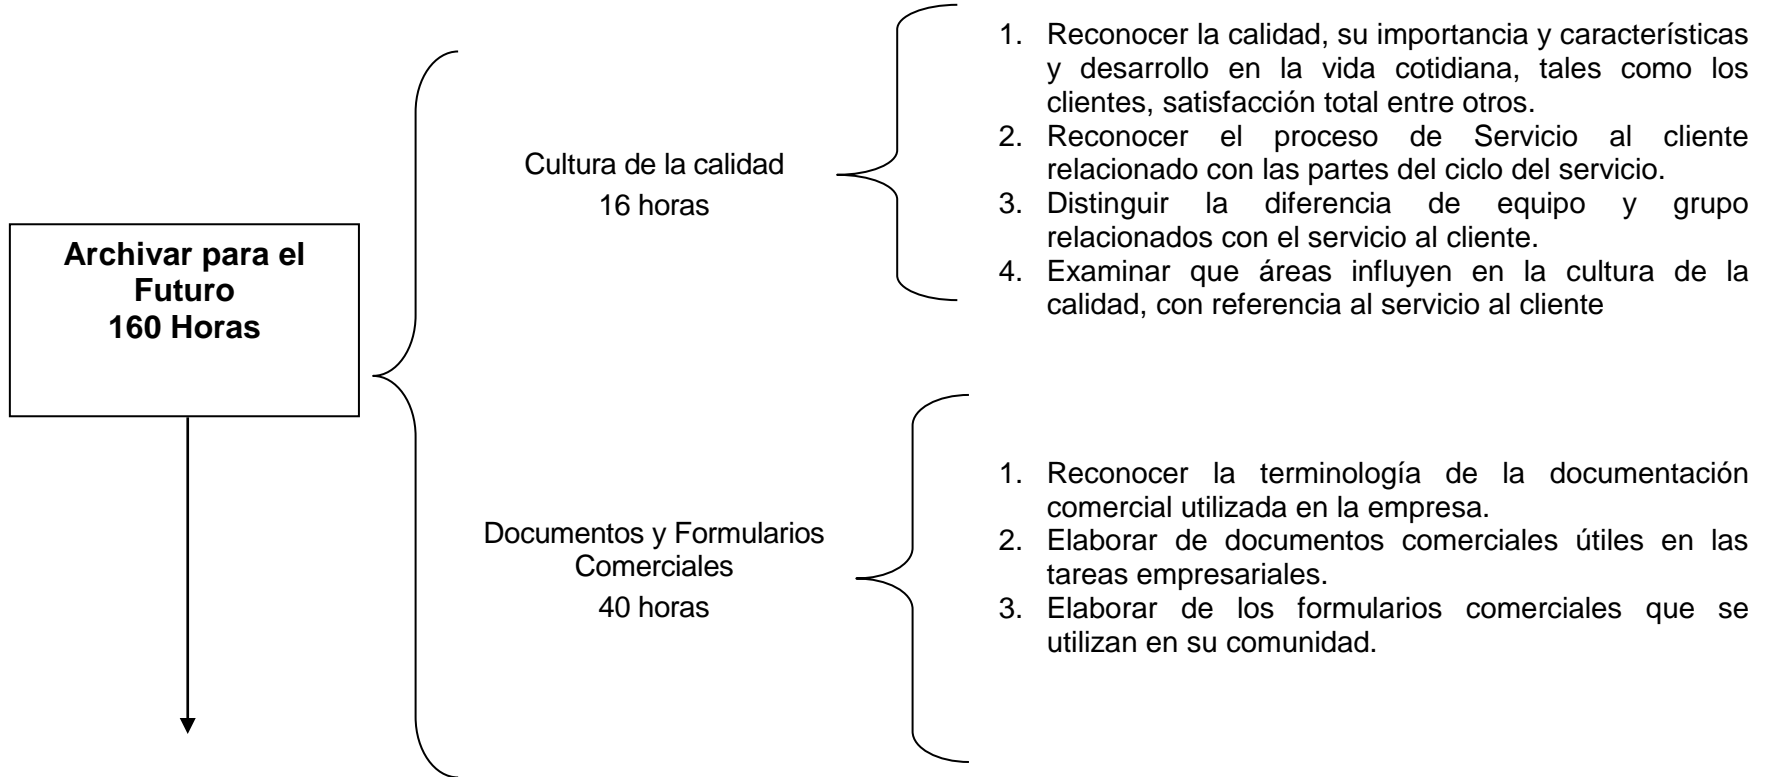 Archivar para el
Futuro
160 Horas
Cultura de la calidad
16 horas
1. Reconocer la calidad, su importancia y características
y desarrollo en la vida cotidiana, tales como los
clientes, satisfacción total entre otros.
2. Reconocer el proceso de Servicio al cliente
relacionado con las partes del ciclo del servicio.
3. Distinguir la diferencia de equipo y grupo
relacionados con el servicio al cliente.
4. Examinar que áreas influyen en la cultura de la
calidad, con referencia al servicio al cliente
Documentos y Formularios
Comerciales
40 horas
1. Reconocer la terminología de la documentación
comercial utilizada en la empresa.
2. Elaborar de documentos comerciales útiles en las
tareas empresariales.
3. Elaborar de los formularios comerciales que se
utilizan en su comunidad.